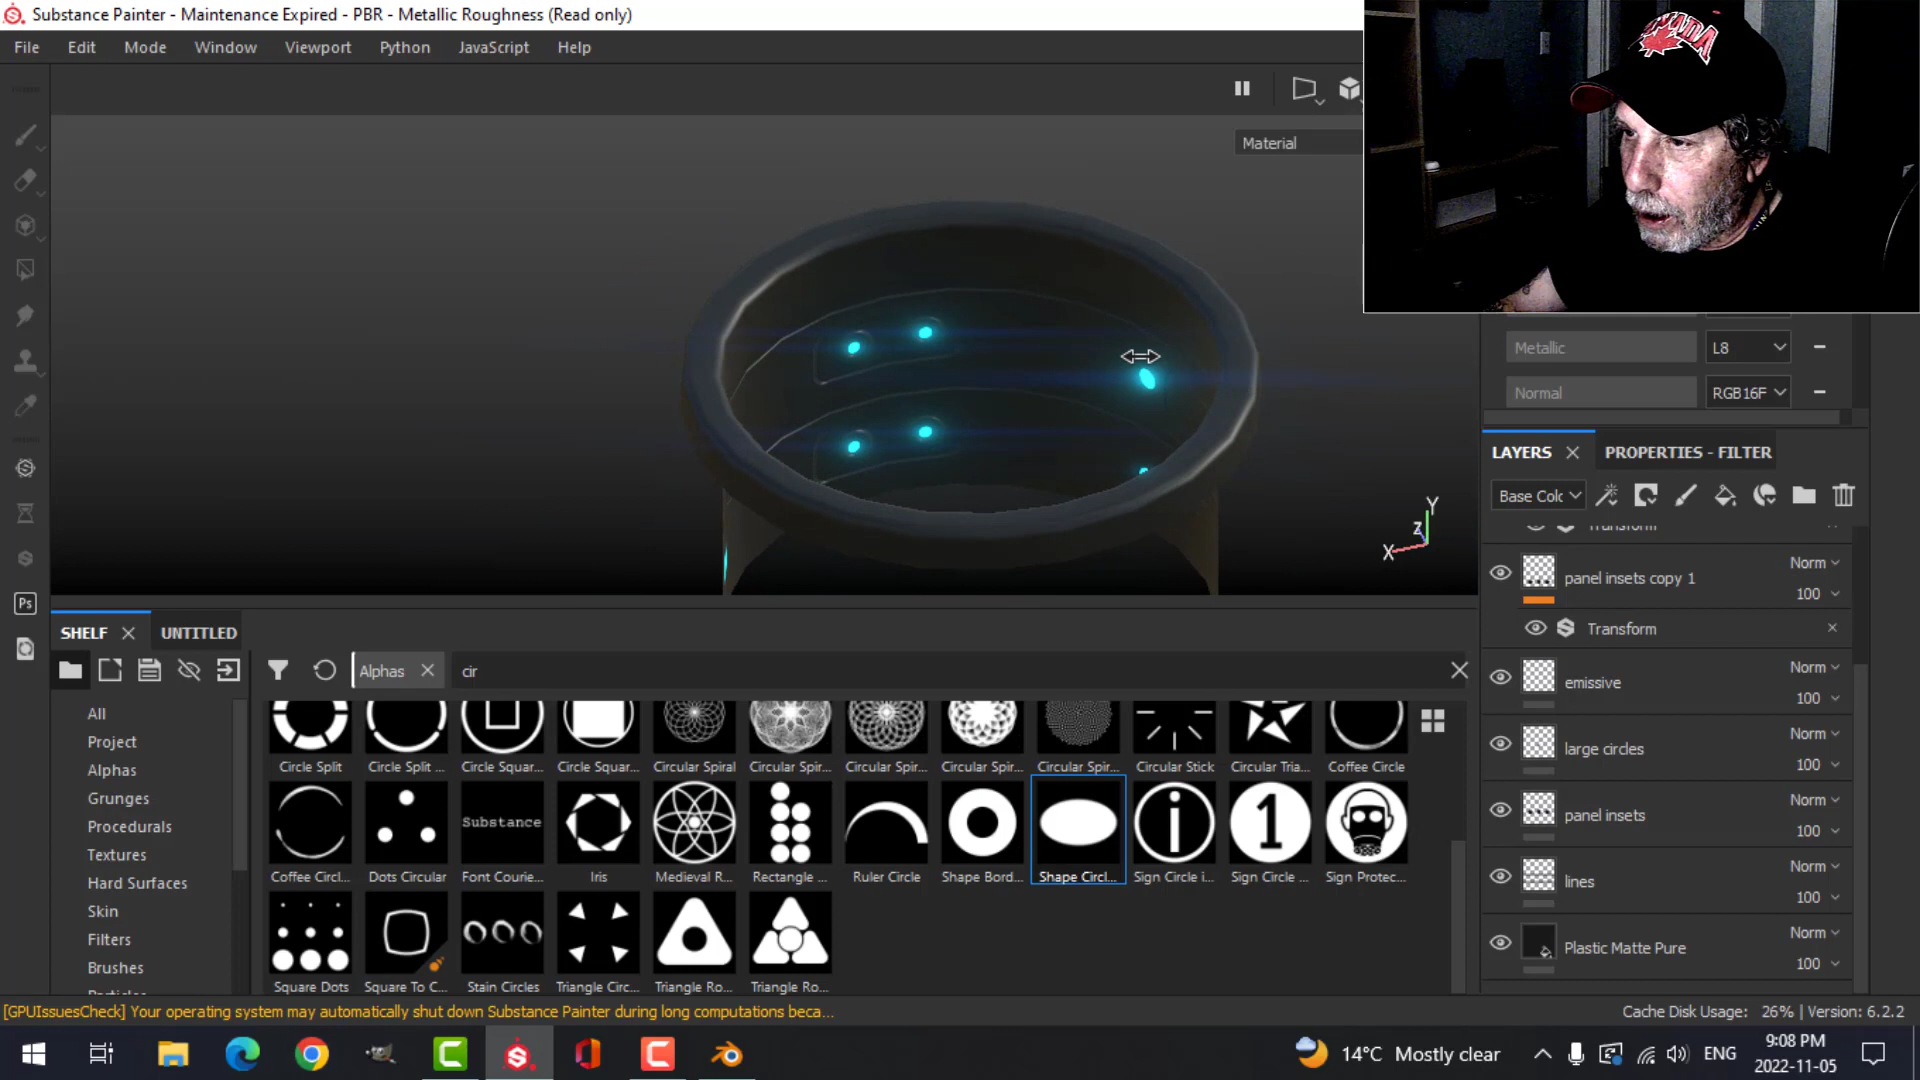 Substance Painter - Maintenance Expired - PBR - Metallic Roughness (Read only)
File Edit Mode Window Viewport Python JavaScript Help
Material
Y
Z
X
Metallic L8
Normal RGB16F
LAYERS PROPERTIES - FILTER
Base Colc
panel insets copy 1 Norm
100
Transform
emissive Norm
100
large circles Norm
100
panel insets Norm
100
lines Norm
100
Plastic Matte Pure Norm
100
SHELF UNTITLED
Alphas cir
All
Project
Alphas
Grunges
Procedurals
Textures
Hard Surfaces
Skin
Filters
Brushes
Circle Split Circle Split ... Circle Squar... Circle Squar... Circular Spiral Circular Spir... Circular Spir... Circular Spir... Circular Spir... Circular Stick Circular Tria... Coffee Circle
Substance
i
1
Coffee Circl... Dots Circular Font Courie... Iris Medieval R... Rectangle ... Ruler Circle Shape Bord... Shape Circl... Sign Circle i... Sign Circle ... Sign Protec...
Square Dots Square To C... Stain Circles Triangle Circ... Triangle Ro... Triangle Ro...
[GPUIssuesCheck] Your operating system may automatically shut down Substance Painter during long computations beca...
Cache Disk Usage: 26% | Version: 6.2.2
Ps
14°C Mostly clear
ENG
9:08 PM
2022-11-05